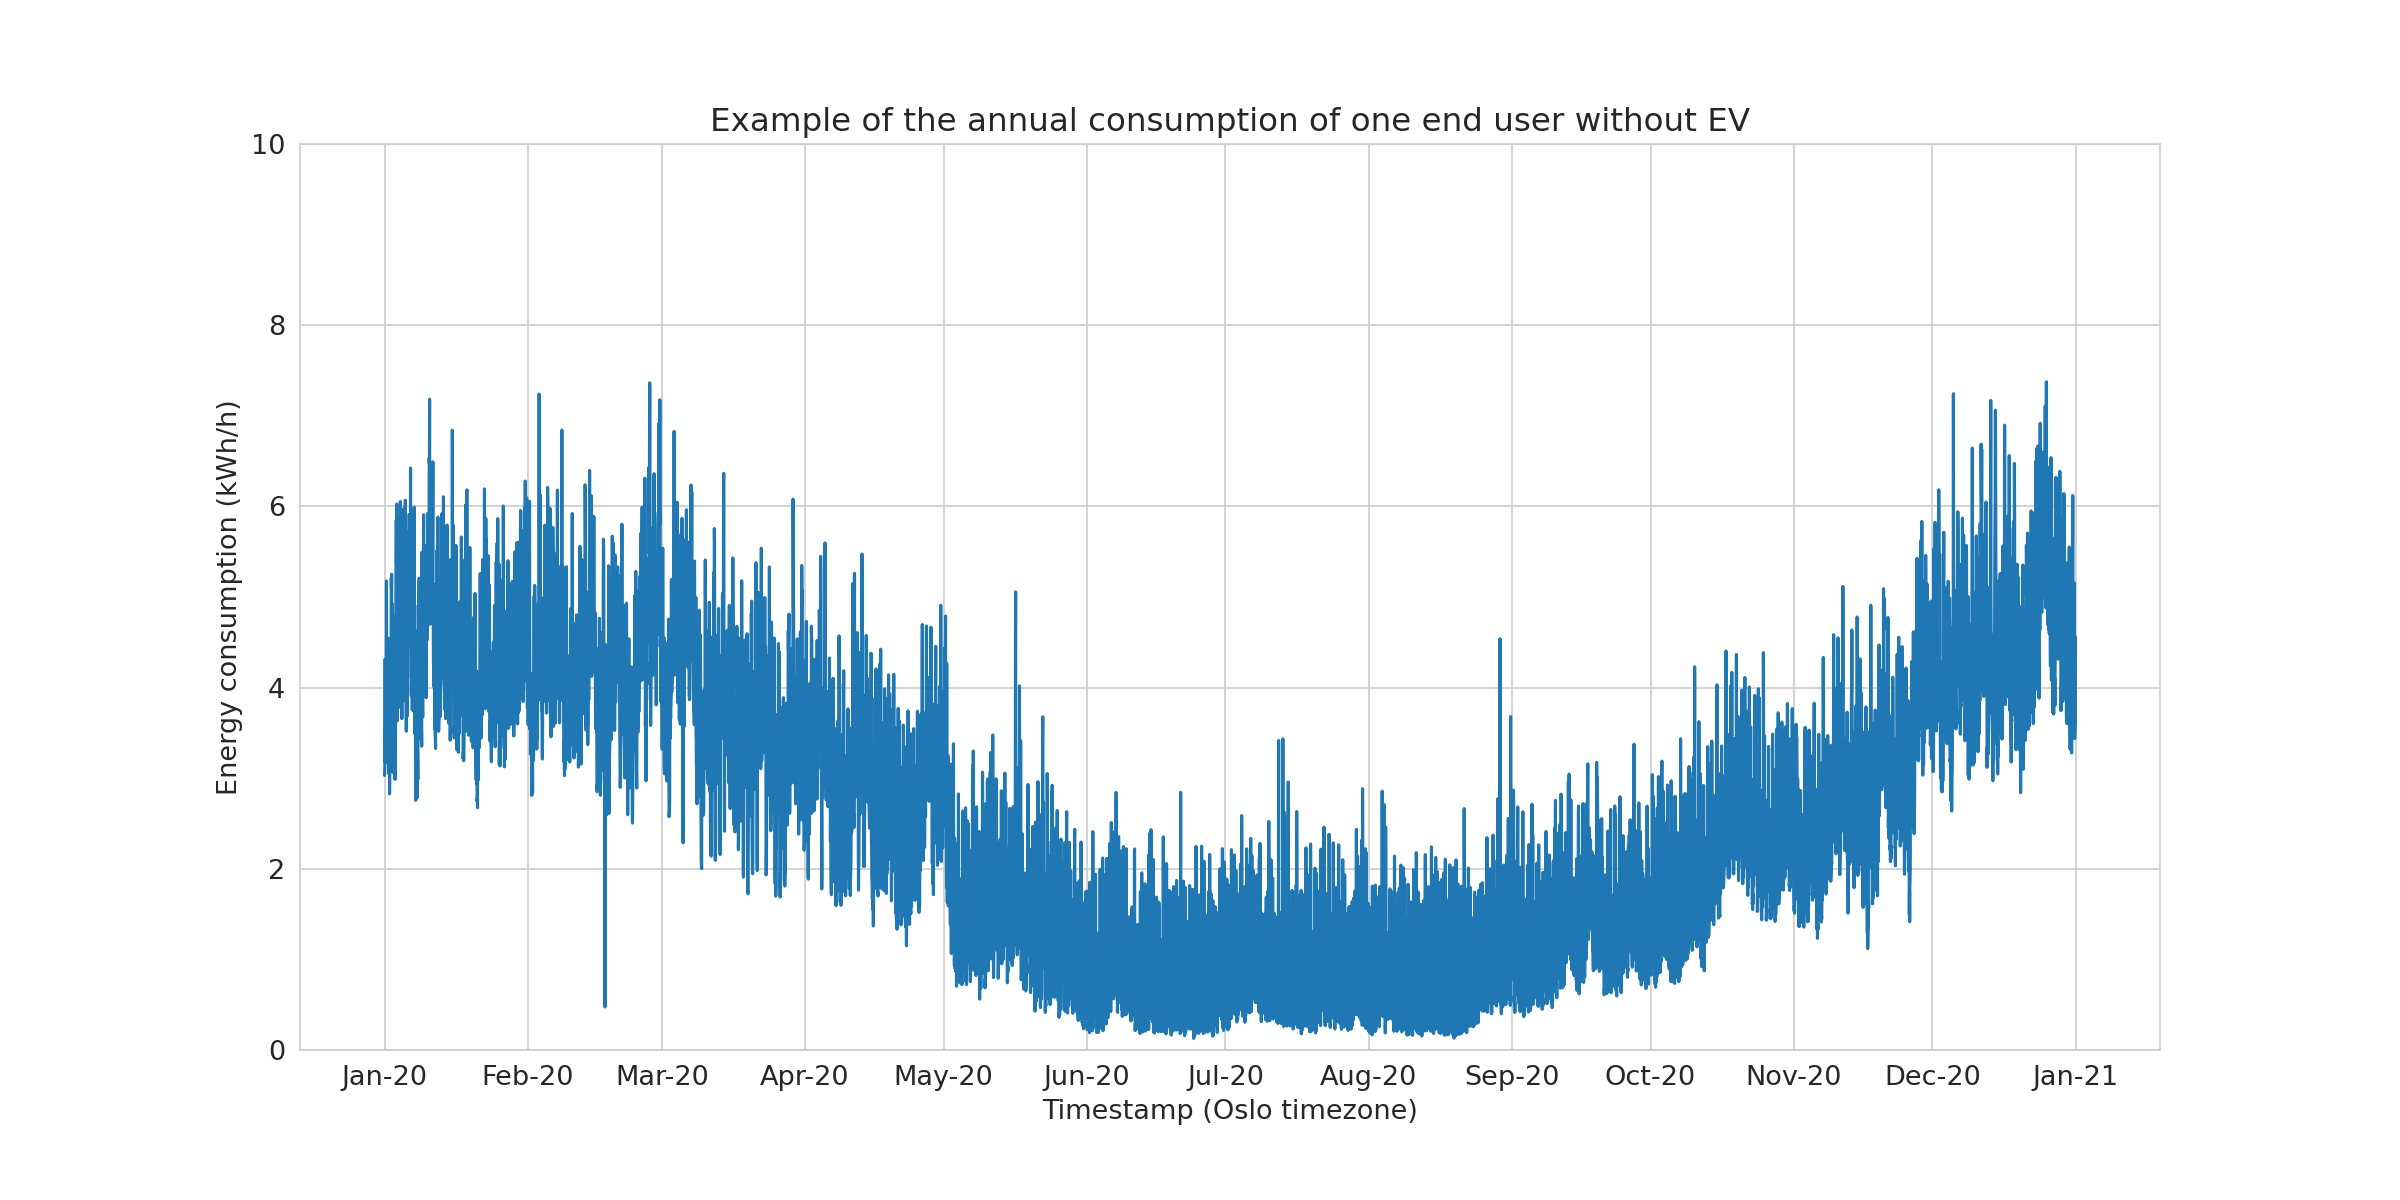 Example of the annual consumption of one end user without EV
10
8
6
4
2
0
Energy consumption (kWh/h)
Jan-20 Feb-20 Mar-20 Apr-20 May-20 Jun-20 Jul-20 Aug-20 Sep-20 Oct-20 Nov-20 Dec-20 Jan-21
Timestamp (Oslo timezone)